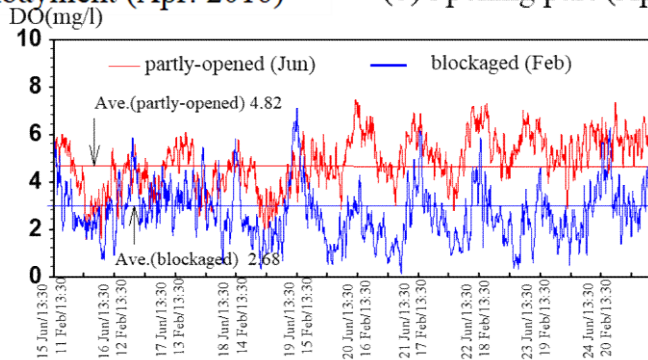 (Apr. 2010)
DO(mg/l)
10
partly-opened (Jun)
blockaged (Feb)
8
Ave.(partly-opened) 4.82
6
4
2
Ave.(blockaged) 2.68
0
15 Jun/13:30
11 Feb/13:30
16 Jun/13:30
12 Feb/13:30
17 Jun/13:30
13 Feb/13:30
18 Jun/13:30
14 Feb/13:30
19 Jun/13:30
15 Feb/13:30
20 Jun/13:30
16 Feb/13:30
21 Jun/13:30
17 Feb/13:30
22 Jun/13:30
18 Feb/13:30
23 Jun/13:30
19 Feb/13:30
24 Jun/13:30
20 Feb/13:30